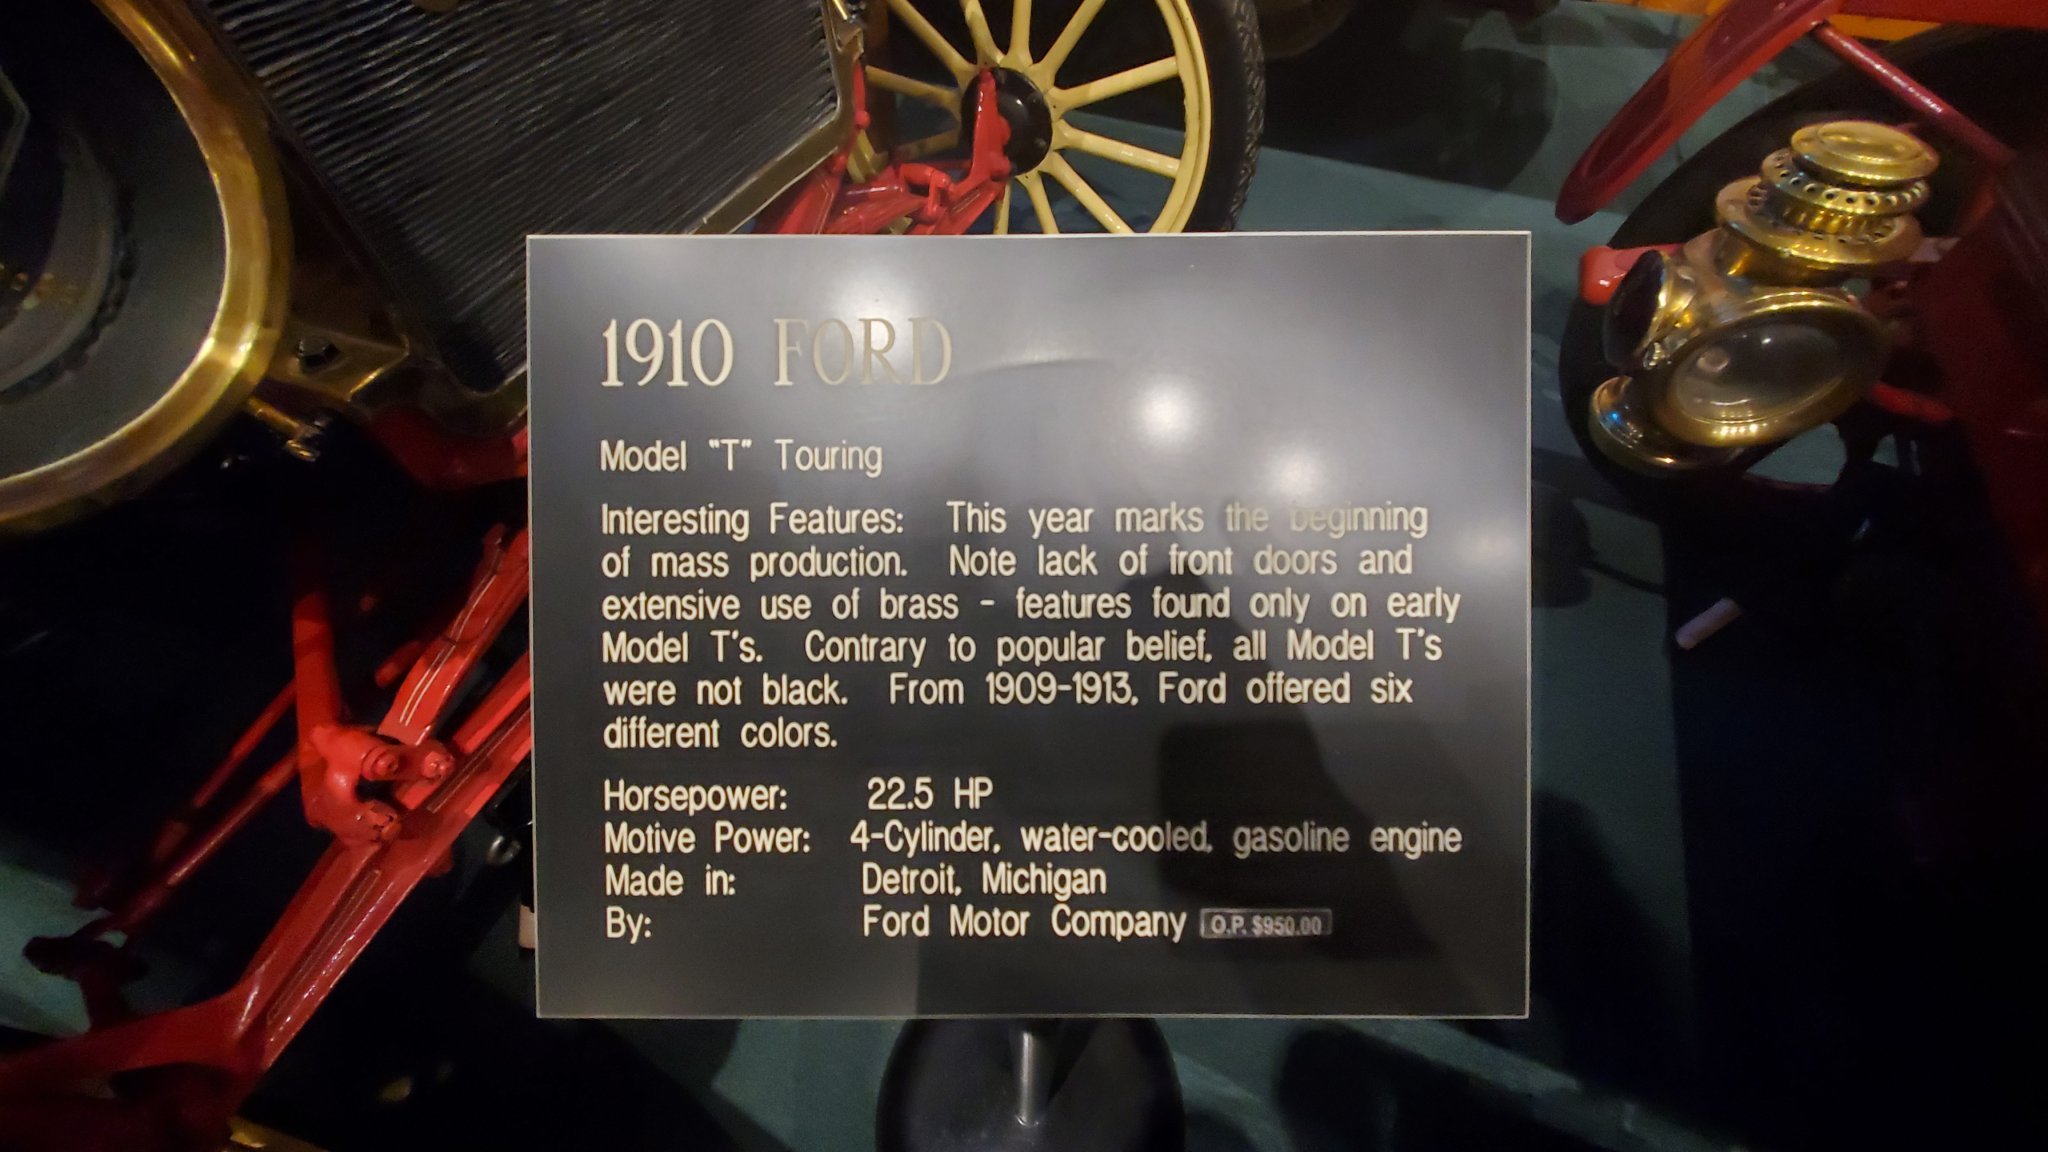 1910 FORD
Model "T" Touring
Interesting Features: This year marks the beginning
of mass production. Note lack of front doors and
extensive use of brass - features found only on early
Model T's. Contrary to popular belief, all Model T's
were not black. From 1909-1913, Ford offered six
different colors.
Horsepower: 22.5 HP
Motive Power: 4-Cylinder, water-cooled, gasoline engine
Made in: Detroit, Michigan
By: Ford Motor Company O.P. $950.00